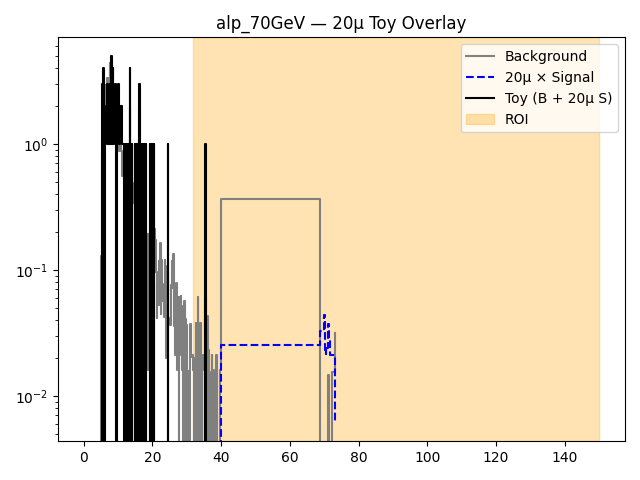 alp_70GeV — 20μ Toy Overlay
Background
20μ × Signal
Toy (B + 20μ S)
ROI
10⁰
10⁻¹
10⁻²
0 20 40 60 80 100 120 140